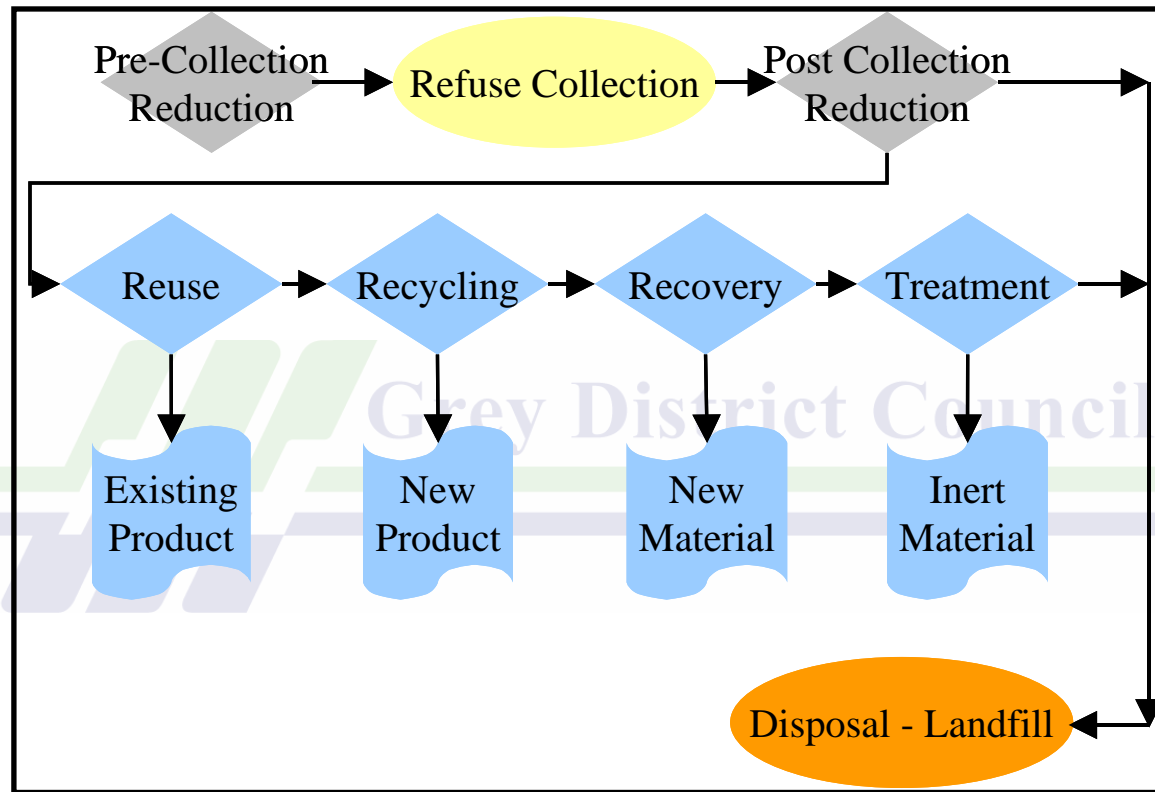 Pre-Collection
Reduction
Refuse Collection
Post Collection
Reduction
Reuse
Recycling
Recovery
Treatment
Grey District Council
Existing
Product
New
Product
New
Material
Inert
Material
Disposal - Landfill